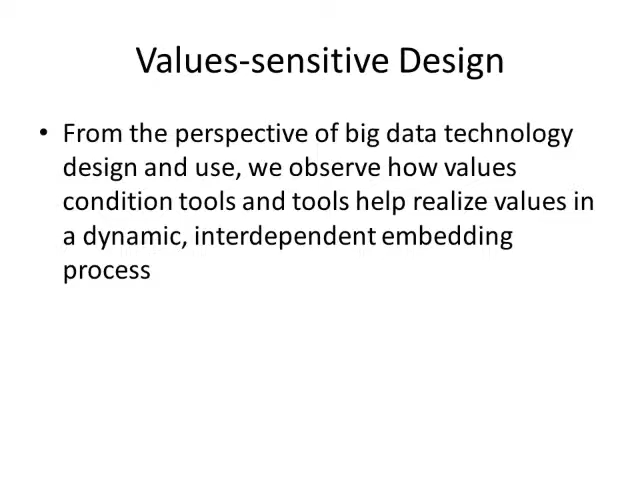 Values-sensitive Design
• From the perspective of big data technology
design and use, we observe how values
condition tools and tools help realize values in
a dynamic, interdependent embedding
process